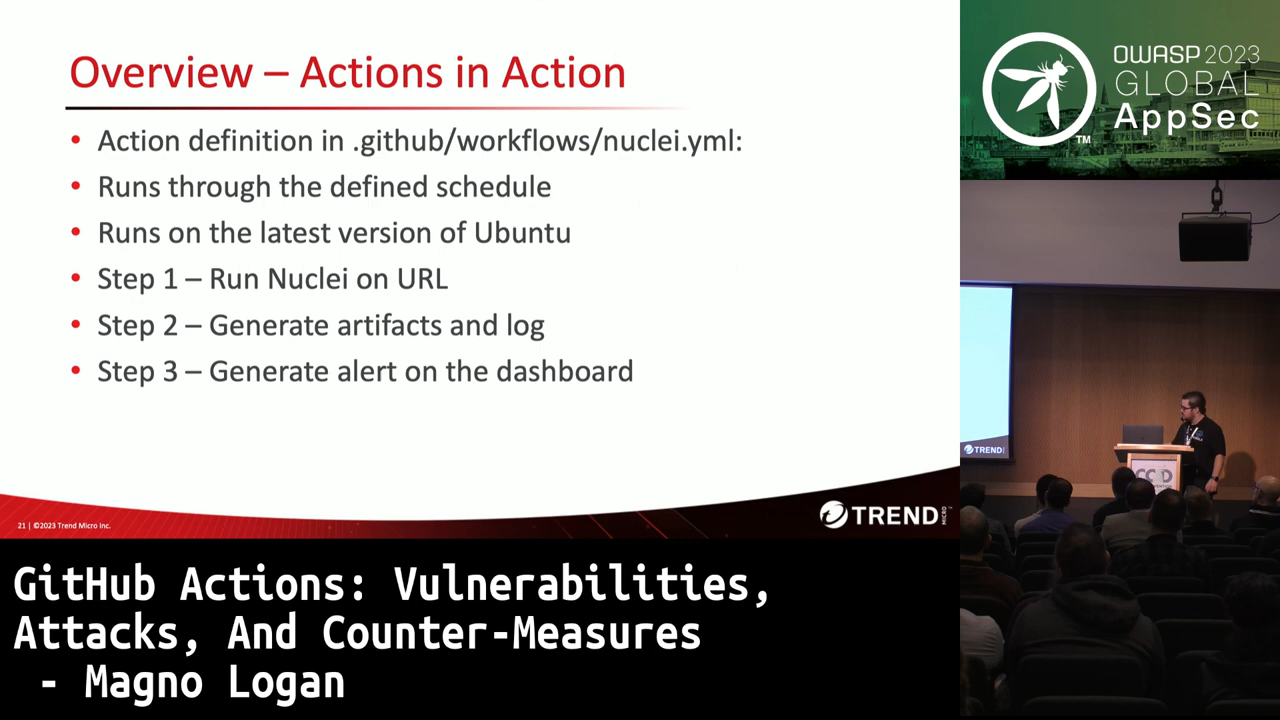 Overview – Actions in Action
• Action definition in .github/workflows/nuclei.yml:
• Runs through the defined schedule
• Runs on the latest version of Ubuntu
• Step 1 – Run Nuclei on URL
• Step 2 – Generate artifacts and log
• Step 3 – Generate alert on the dashboard
21 | ©2023 Trend Micro Inc.
TREND MICRO
OWASP 2023
GLOBAL
AppSec
TM
TREND
GitHub Actions: Vulnerabilities,
Attacks, And Counter-Measures
- Magno Logan